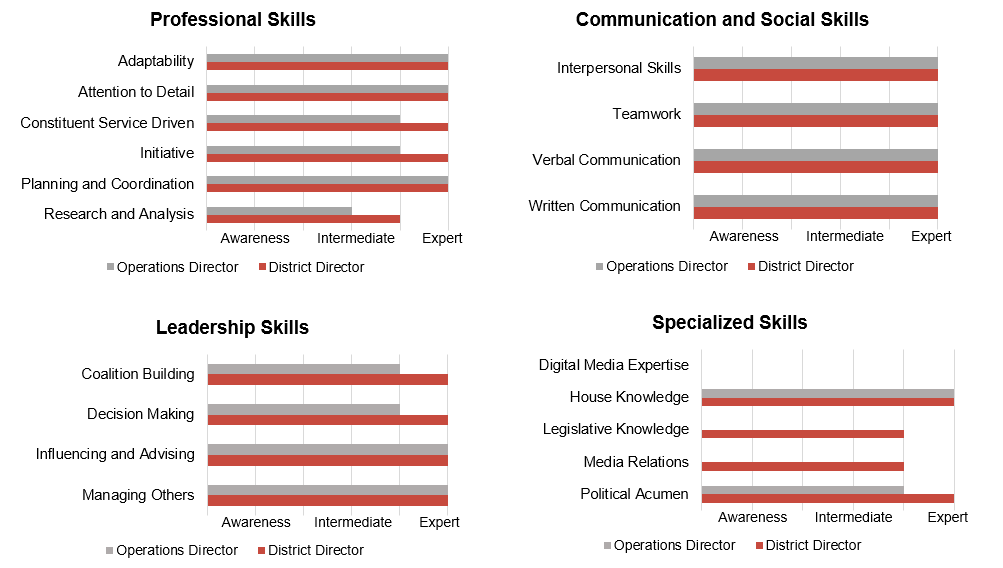 Professional Skills
Adaptability
Attention to Detail
Constituent Service Driven
Initiative
Planning and Coordination
Research and Analysis
Awareness Intermediate Expert
Operations Director District Director
Communication and Social Skills
Interpersonal Skills
Teamwork
Verbal Communication
Written Communication
Awareness Intermediate Expert
Operations Director District Director
Leadership Skills
Coalition Building
Decision Making
Influencing and Advising
Managing Others
Awareness Intermediate Expert
Operations Director District Director
Specialized Skills
Digital Media Expertise
House Knowledge
Legislative Knowledge
Media Relations
Political Acumen
Awareness Intermediate Expert
Operations Director District Director